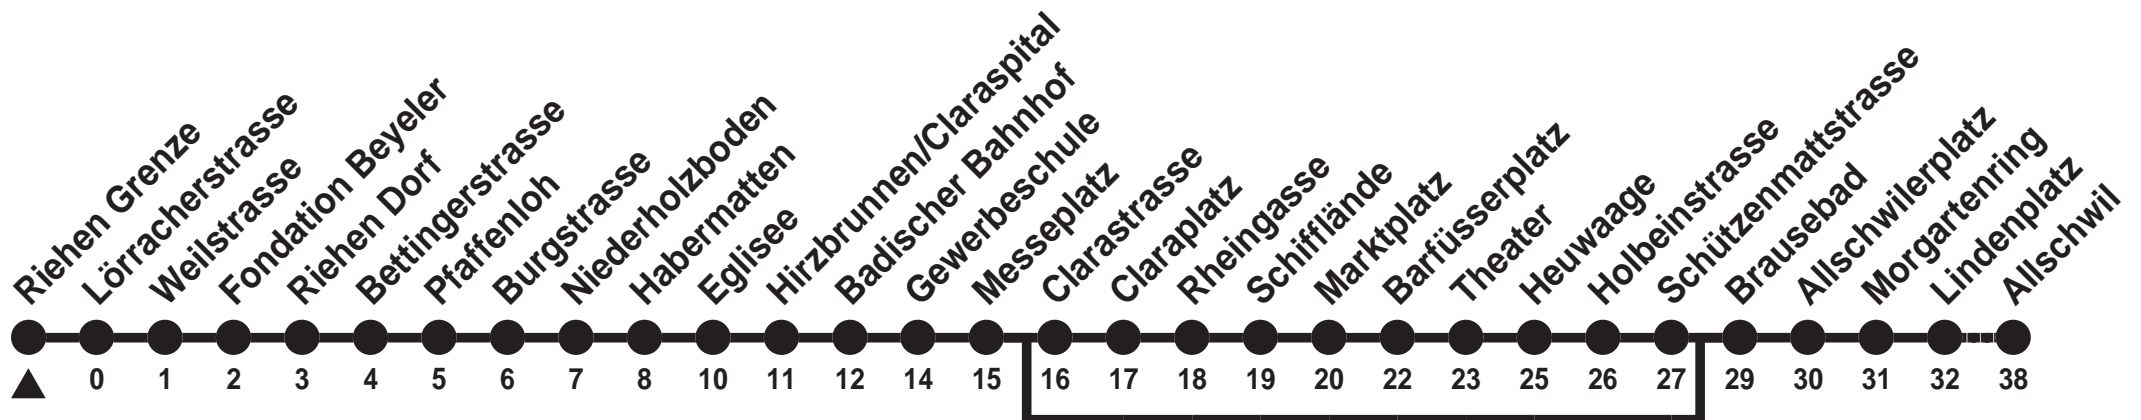 Riehen Grenze
Lörracherstrasse
Weilstrasse
Fondation Beyeler
Riehen Dorf
Bettingerstrasse
Pfaffenloh
Burgstrasse
Niederholzboden
Habermatten
Eglisee
Hirzbrunnen/Claraspital
Badischer Bahnhof
Gewerbeschule
Messeplatz
Clarastrasse
Claraplatz
Rheingasse
Schifflände
Marktplatz
Barfüsserplatz
Theater
Heuwaage
Holbeinstrasse
Schützenmattstrasse
Brausebad
Allschwilerplatz
Morgartenring
Lindenplatz
Allschwil
0 1 2 3 4 5 6 7 8 10 11 12 14 15 16 17 18 19 20 22 23 25 26 27 29 30 31 32 38